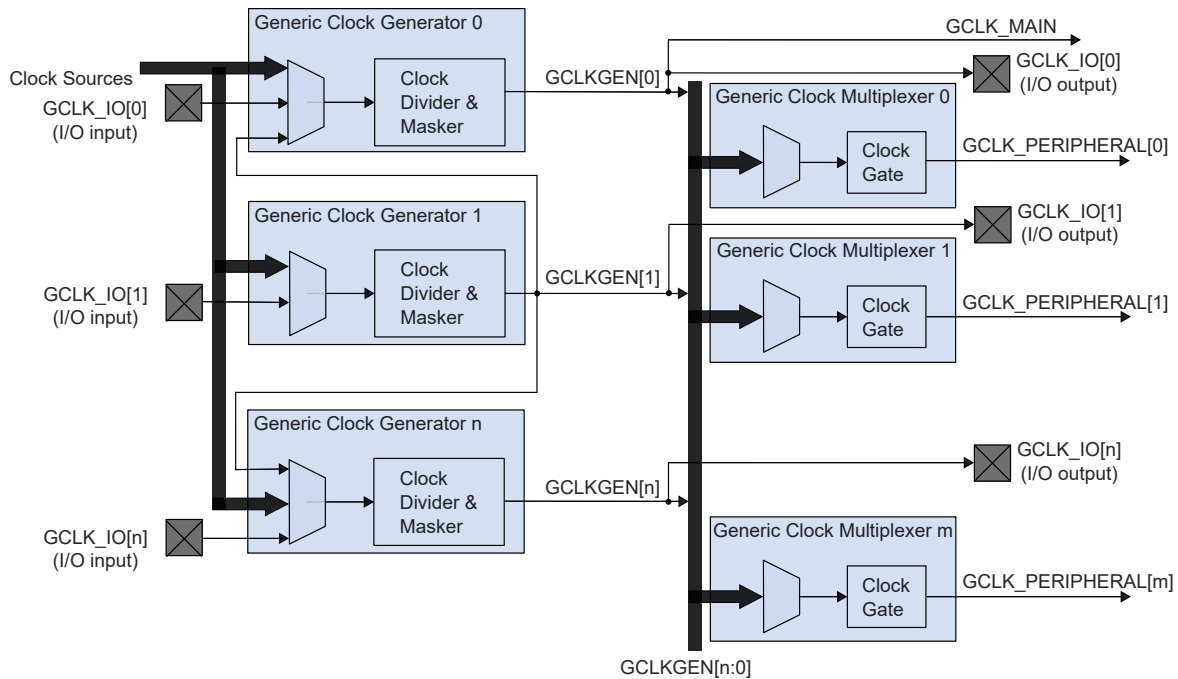 Generic Clock Generator 0
GCLK_MAIN
Clock Sources
GCLK_IO[0]
(I/O input)
Clock
Divider &
Masker
GCLKGEN[0]
GCLK_IO[0]
(I/O output)
Generic Clock Multiplexer 0
Clock
Gate
GCLK_PERIPHERAL[0]
Generic Clock Generator 1
GCLK_IO[1]
(I/O input)
Clock
Divider &
Masker
GCLKGEN[1]
GCLK_IO[1]
(I/O output)
Generic Clock Multiplexer 1
Clock
Gate
GCLK_PERIPHERAL[1]
Generic Clock Generator n
GCLK_IO[n]
(I/O input)
Clock
Divider &
Masker
GCLKGEN[n]
GCLK_IO[n]
(I/O output)
Generic Clock Multiplexer m
Clock
Gate
GCLK_PERIPHERAL[m]
GCLKGEN[n:0]